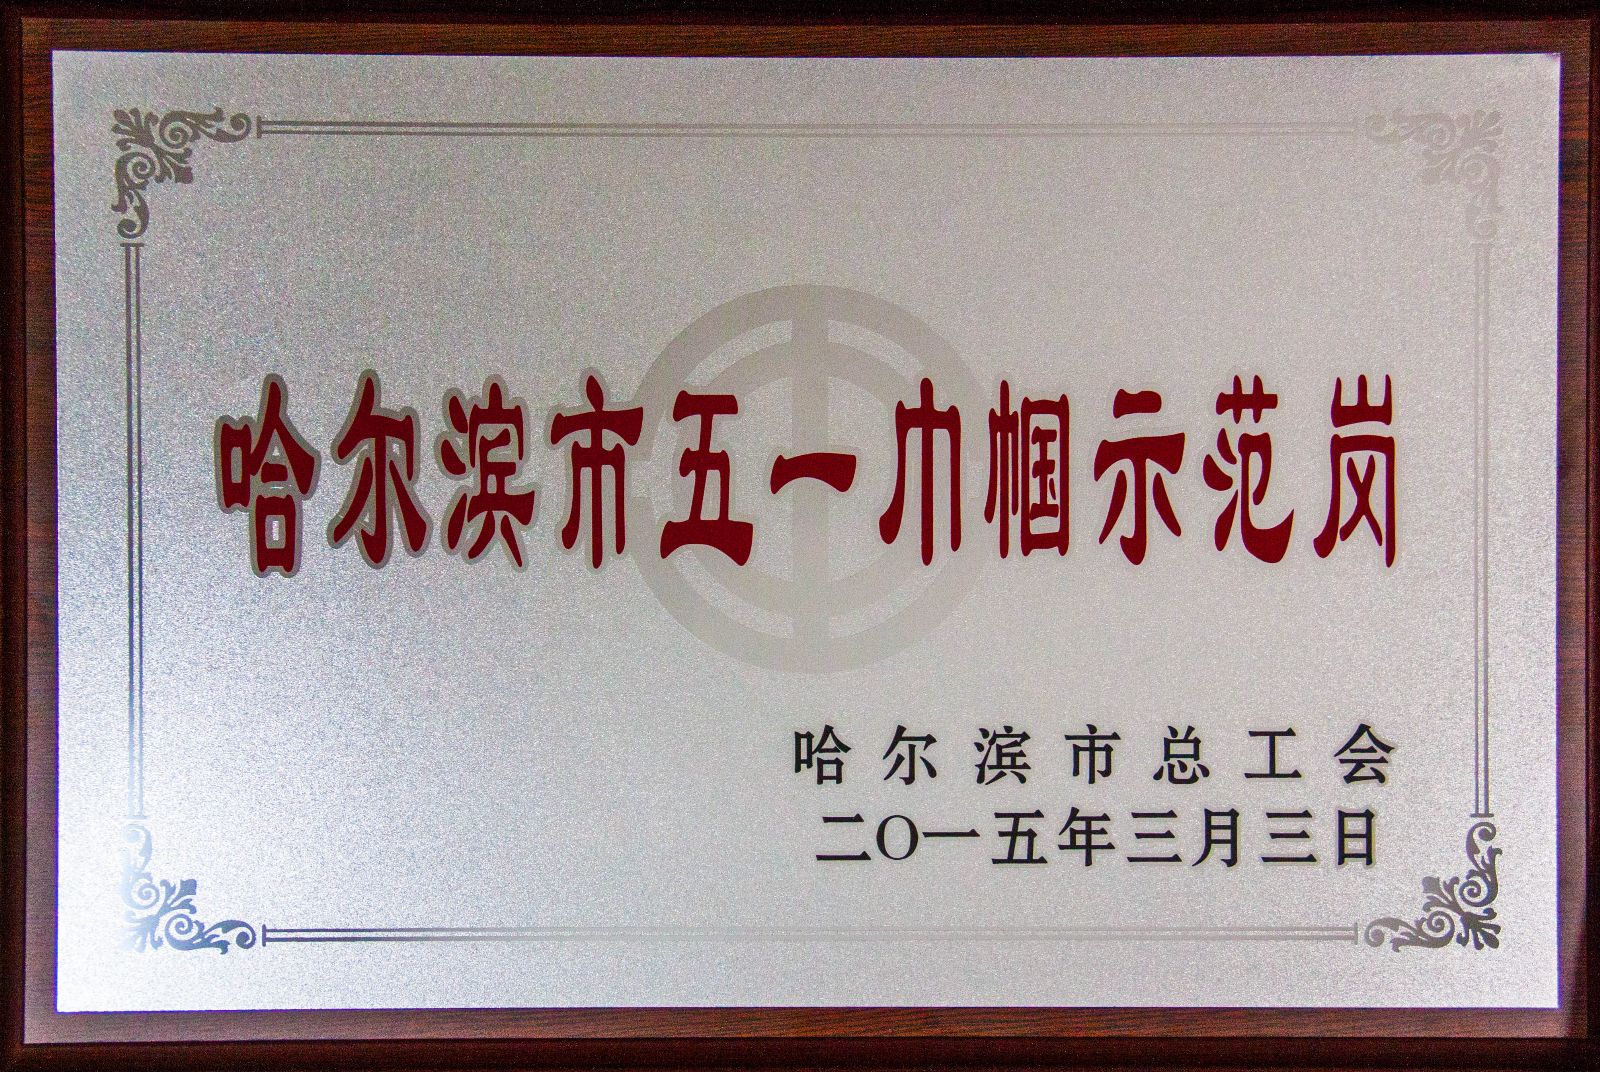 哈尔滨市五一巾帼示范岗
哈尔滨市总工会
二〇一五年三月三日